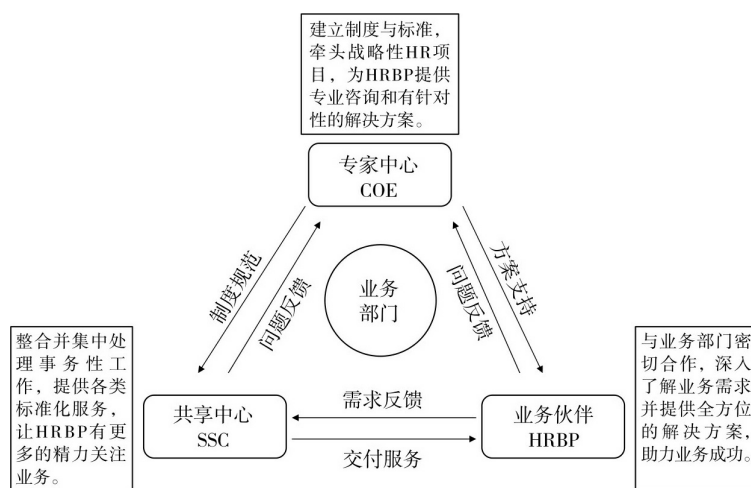 建立制度与标准，
牵头战略性HR项
目，为HRBP提供
专业咨询和有针对
性的解决方案。
专家中心
COE
制度规范
问题反馈
业务
部门
问题反馈
方案支持
整合并集中处
理事务性工
作，提供各类
标准化服务，
让HRBP有更
多的精力关注
业务。
共享中心
SSC
需求反馈
交付服务
业务伙伴
HRBP
与业务部门密
切合作，深入
了解业务需求
并提供全方位
的解决方案，
助力业务成功。